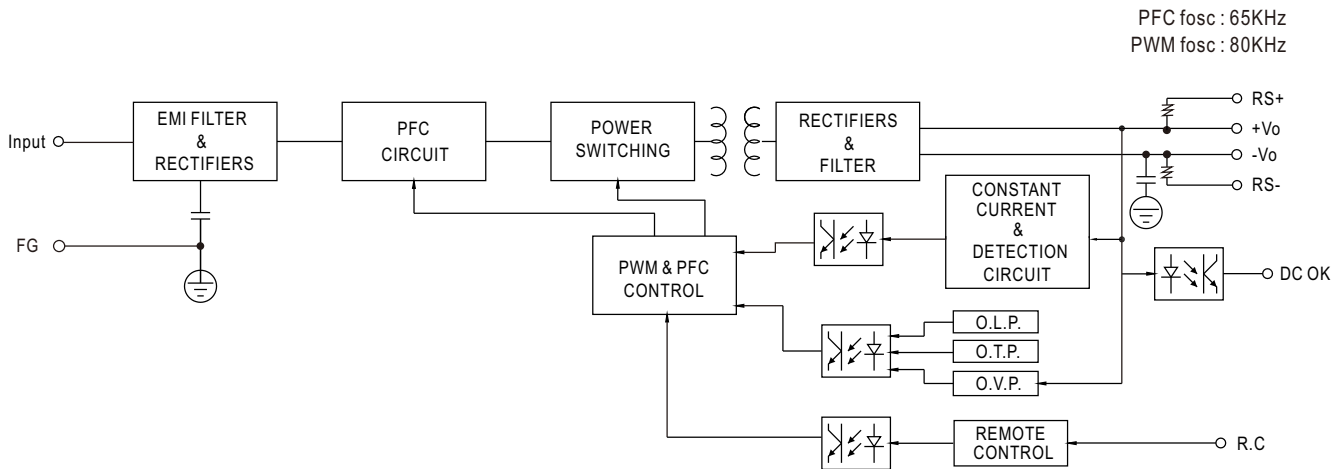 PFC fosc : 65KHz
PWM fosc : 80KHz
EMI FILTER
&
RECTIFIERS
PFC
CIRCUIT
POWER
SWITCHING
RECTIFIERS
&
FILTER
RS+
+Vo
-Vo
RS-
Input
FG
CONSTANT
CURRENT
&
DETECTION
CIRCUIT
PWM & PFC
CONTROL
DC OK
O.L.P.
O.T.P.
O.V.P.
REMOTE
CONTROL
R.C